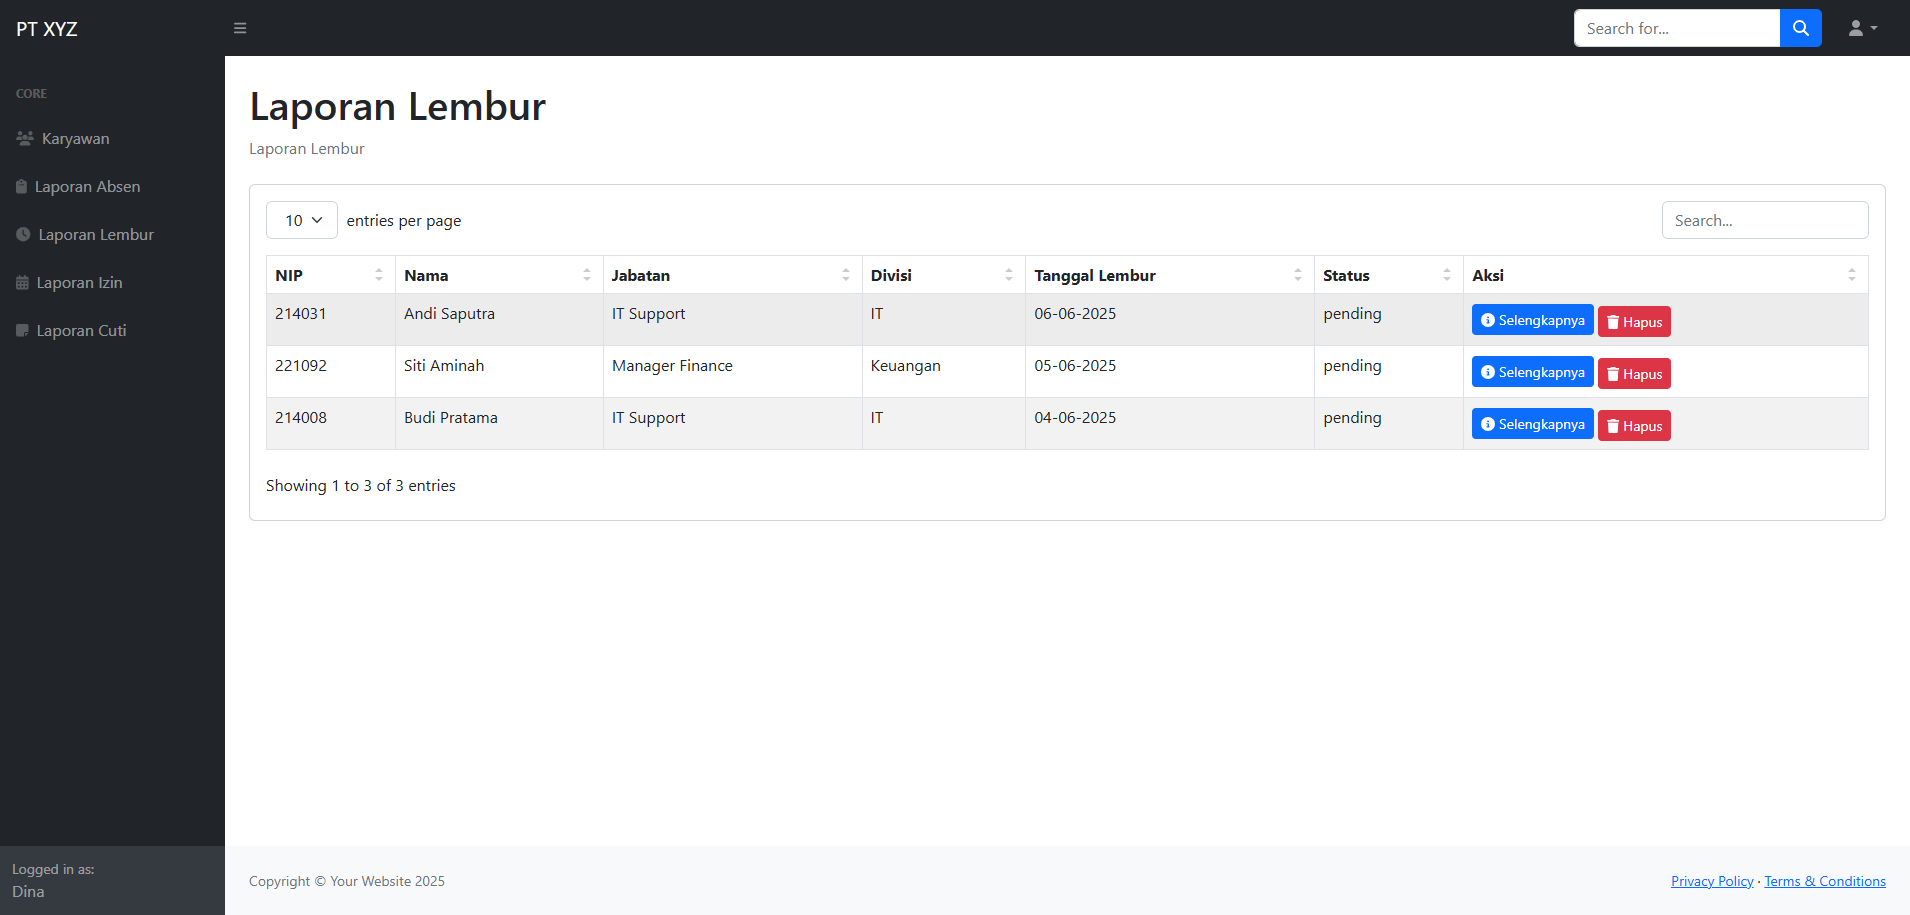 PT XYZ
Search for...
CORE
Karyawan
Laporan Absen
Laporan Lembur
Laporan Izin
Laporan Cuti
Logged in as:
Dina
Laporan Lembur
Laporan Lembur
10 entries per page
Search...
NIP Nama Jabatan Divisi Tanggal Lembur Status Aksi
214031 Andi Saputra IT Support IT 06-06-2025 pending Selengkapnya Hapus
221092 Siti Aminah Manager Finance Keuangan 05-06-2025 pending Selengkapnya Hapus
214008 Budi Pratama IT Support IT 04-06-2025 pending Selengkapnya Hapus
Showing 1 to 3 of 3 entries
Copyright © Your Website 2025
Privacy Policy · Terms & Conditions